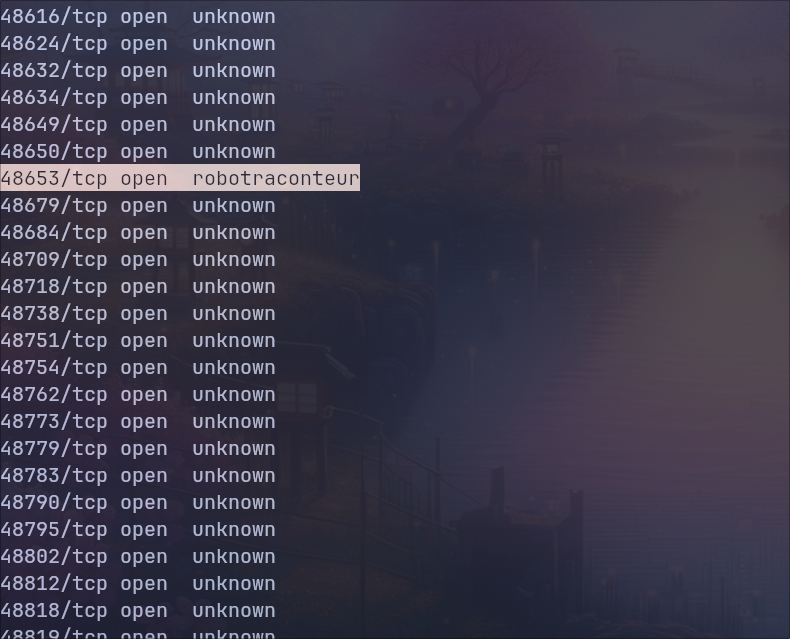 48616/tcp open  unknown
48624/tcp open  unknown
48632/tcp open  unknown
48634/tcp open  unknown
48649/tcp open  unknown
48650/tcp open  unknown
48653/tcp open  robotraconteur
48679/tcp open  unknown
48684/tcp open  unknown
48709/tcp open  unknown
48718/tcp open  unknown
48738/tcp open  unknown
48751/tcp open  unknown
48754/tcp open  unknown
48762/tcp open  unknown
48773/tcp open  unknown
48779/tcp open  unknown
48783/tcp open  unknown
48790/tcp open  unknown
48795/tcp open  unknown
48802/tcp open  unknown
48812/tcp open  unknown
48818/tcp open  unknown
48819/tcp open  unknown